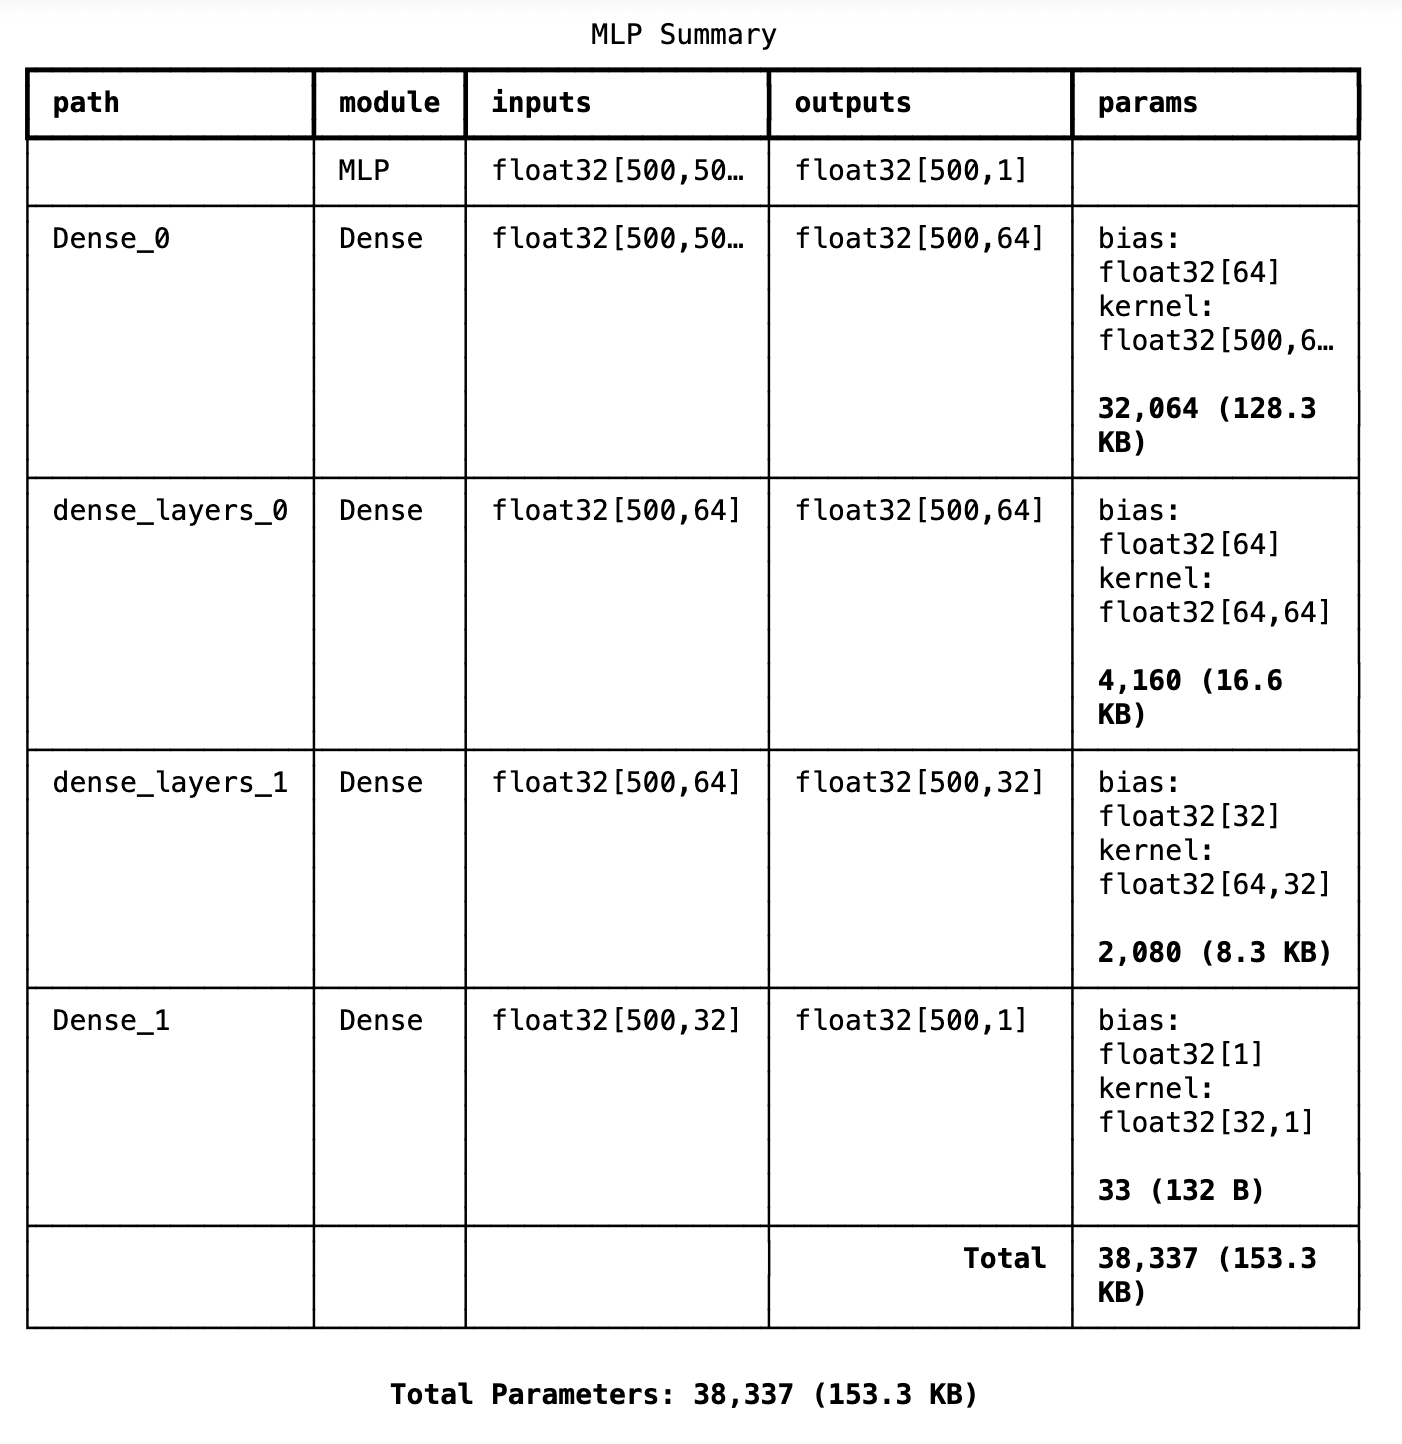 MLP Summary
path module inputs outputs params
MLP float32[500,50… float32[500,1]
Dense_0 Dense float32[500,50… float32[500,64] bias:
float32[64]
kernel:
float32[500,6…
32,064 (128.3
KB)
dense_layers_0 Dense float32[500,64] float32[500,64] bias:
float32[64]
kernel:
float32[64,64]
4,160 (16.6
KB)
dense_layers_1 Dense float32[500,64] float32[500,32] bias:
float32[32]
kernel:
float32[64,32]
2,080 (8.3 KB)
Dense_1 Dense float32[500,32] float32[500,1] bias:
float32[1]
kernel:
float32[32,1]
33 (132 B)
Total 38,337 (153.3
KB)
Total Parameters: 38,337 (153.3 KB)